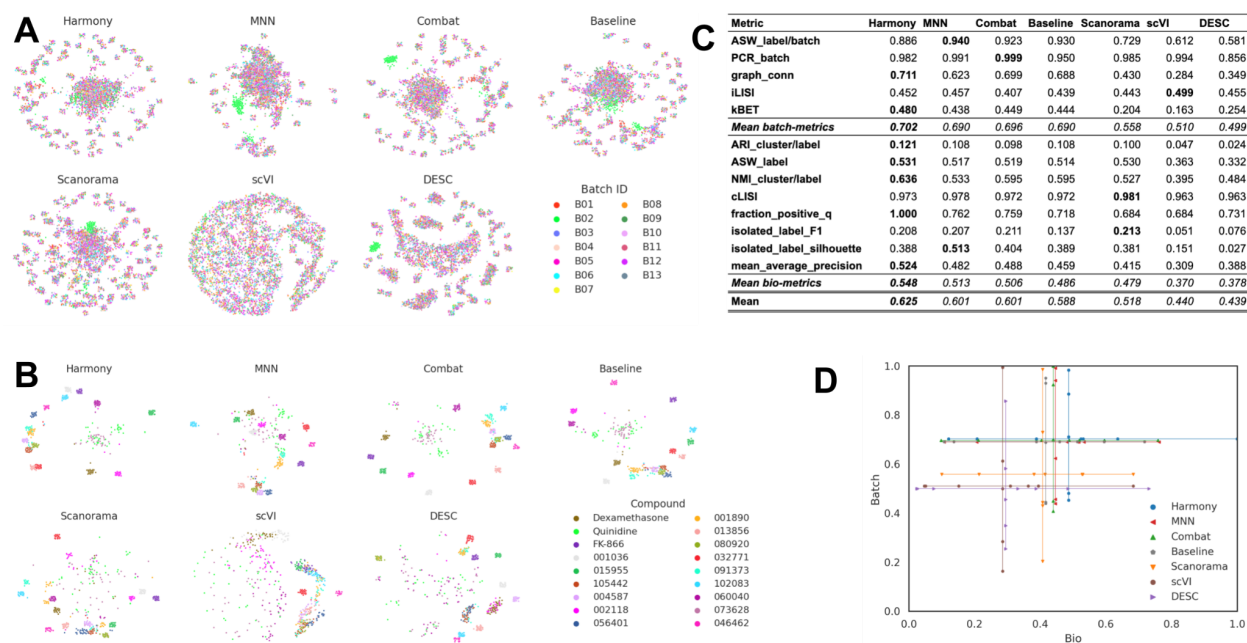 A
Harmony MNN Combat Baseline
Scanorama scVI DESC
Batch ID
B01 B08
B02 B09
B03 B10
B04 B11
B05 B12
B06 B13
B07
C
Metric Harmony MNN Combat Baseline Scanorama scVI DESC
ASW_label/batch 0.886 0.940 0.923 0.930 0.729 0.612 0.581
PCR_batch 0.982 0.991 0.999 0.950 0.985 0.994 0.856
graph_conn 0.711 0.623 0.699 0.688 0.430 0.284 0.349
iLISI 0.452 0.457 0.407 0.439 0.443 0.499 0.455
kBET 0.480 0.438 0.449 0.444 0.204 0.163 0.254
Mean batch-metrics 0.702 0.690 0.696 0.690 0.558 0.510 0.499
ARI_cluster/label 0.121 0.108 0.098 0.108 0.100 0.047 0.024
ASW_label 0.531 0.517 0.519 0.514 0.530 0.363 0.332
NMI_cluster/label 0.636 0.533 0.595 0.595 0.527 0.395 0.484
cLISI 0.973 0.978 0.972 0.972 0.981 0.963 0.963
fraction_positive_q 1.000 0.762 0.759 0.718 0.684 0.684 0.731
isolated_label_F1 0.208 0.207 0.211 0.137 0.213 0.051 0.076
isolated_label_silhouette 0.388 0.513 0.404 0.389 0.381 0.151 0.027
mean_average_precision 0.524 0.482 0.488 0.459 0.415 0.309 0.388
Mean bio-metrics 0.548 0.513 0.506 0.486 0.479 0.370 0.378
Mean 0.625 0.601 0.601 0.588 0.518 0.440 0.439
B
Harmony MNN Combat Baseline
Scanorama scVI DESC
Compound
Dexamethasone 001890
Quinidine 013856
FK-866 080920
001036 032771
015955 091373
105442 102083
004587 060040
002118 073628
056401 046462
D
1.0
0.8
0.6
0.4
0.2
0.0
Batch
Harmony
MNN
Combat
Baseline
Scanorama
scVI
DESC
0.0 0.2 0.4 0.6 0.8 1.0
Bio